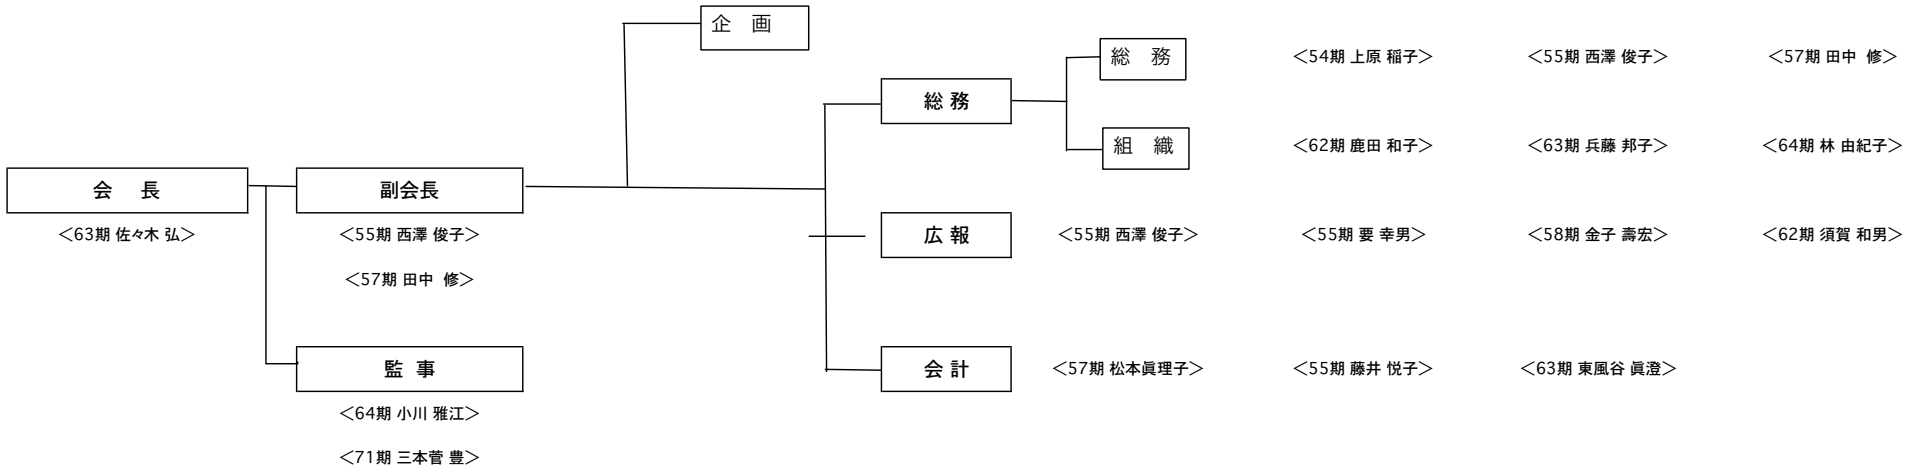 企　画
総　務　＜54期 上原 稲子＞　＜55期 西澤 俊子＞　＜57期 田中 修＞
総 務
組　織　＜62期 鹿田 和子＞　＜63期 兵藤 邦子＞　＜64期 林 由紀子＞
会　長　副会長
＜63期 佐々木 弘＞　＜55期 西澤 俊子＞　広 報　＜55期 西澤 俊子＞　＜55期 要 幸男＞　＜58期 金子 壽宏＞　＜62期 須賀 和男＞
＜57期 田中 修＞
監 事　会 計　＜57期 松本眞理子＞　＜55期 藤井 悦子＞　＜63期 東風谷 眞澄＞
＜64期 小川 雅江＞
＜71期 三本菅 豊＞